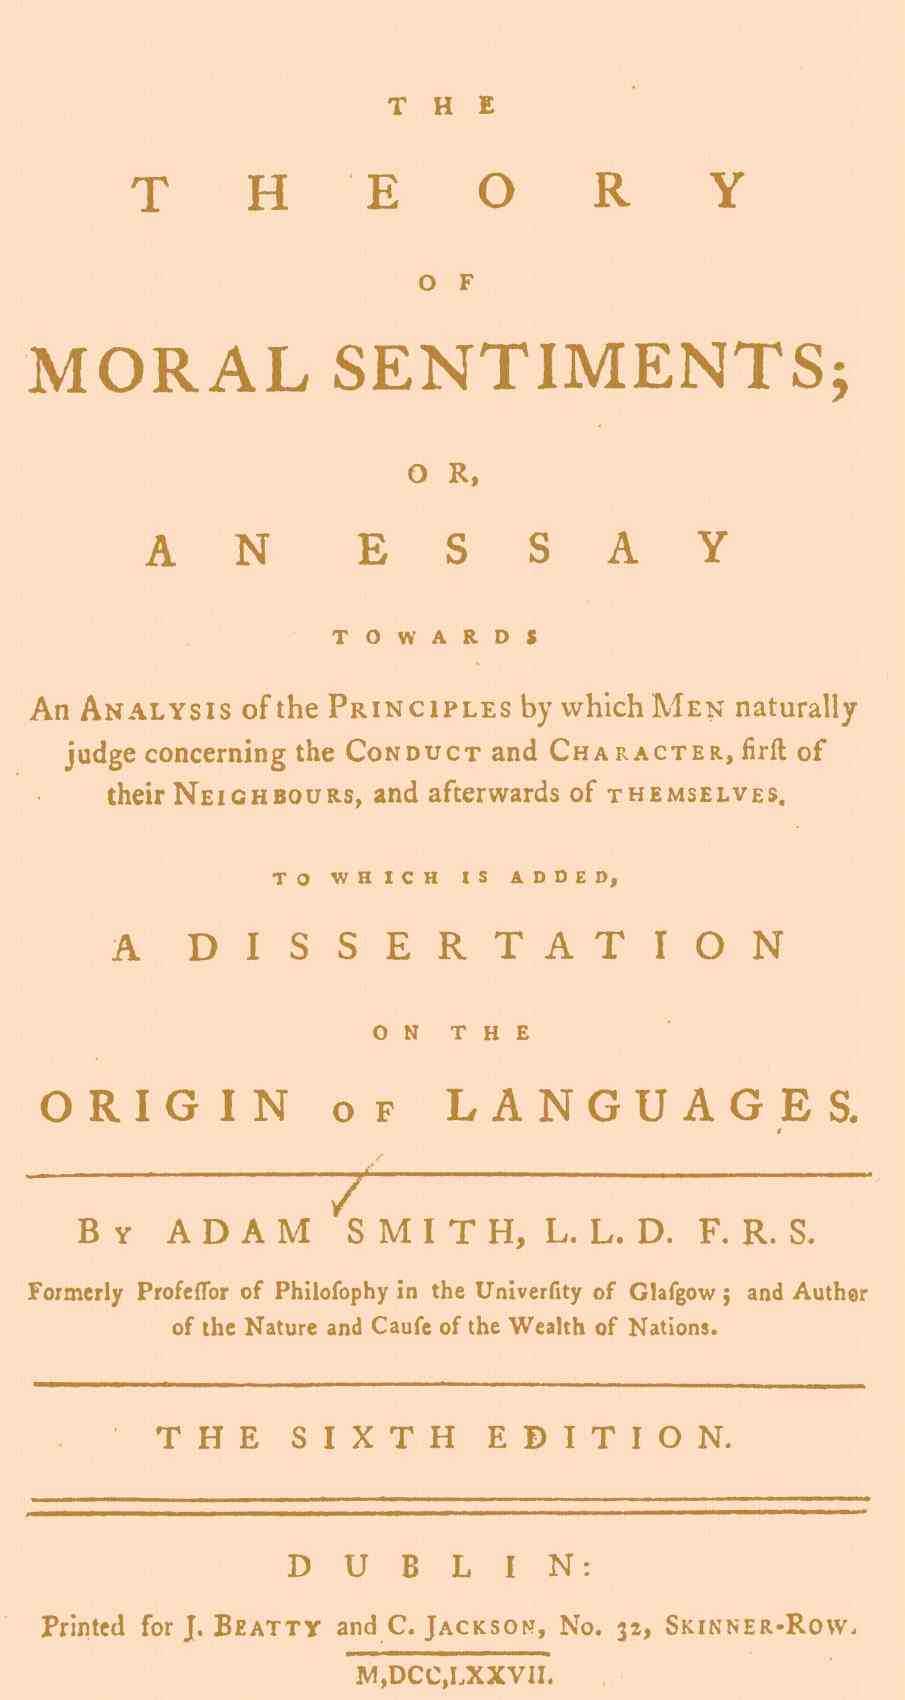 THE
THEORY
OF
MORAL SENTIMENTS;
OR,
AN ESSAY
TOWARDS
An ANALYSIS of the PRINCIPLES by which MEN naturally
judge concerning the CONDUCT and CHARACTER, firſt of
their NEIGHBOURS, and afterwards of THEMSELVES.
TO WHICH IS ADDED,
A DISSERTATION
ON THE
ORIGIN OF LANGUAGES.
BY ADAM SMITH, L.L.D. F.R.S.
Formerly Profeſſor of Philoſophy in the Univerſity of Glaſgow; and Author
of the Nature and Cauſe of the Wealth of Nations.
THE SIXTH EDITION.
DUBLIN:
Printed for J. BEATTY and C. JACKSON, No. 32, SKINNER-ROW.
M,DCC,LXXVII.